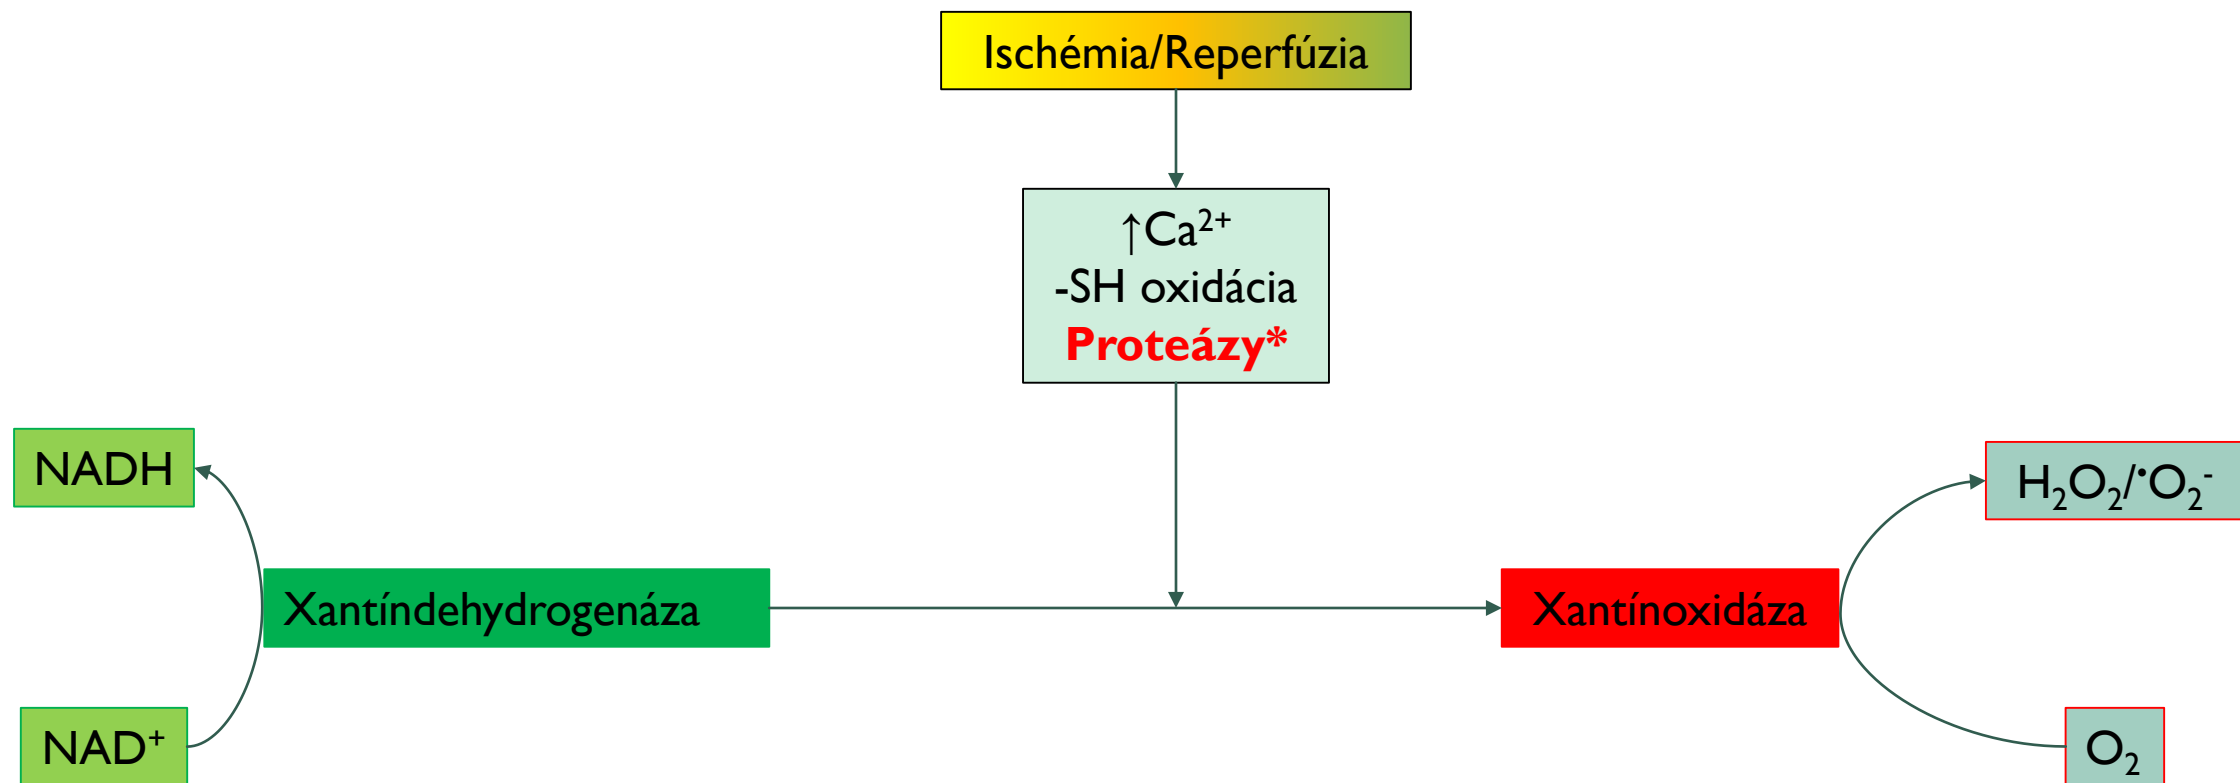 Ischémia/Reperfúzia
↑Ca²⁺
-SH oxidácia
Proteázy*
NADH
H₂O₂/•O₂⁻
Xantíndehydrogenáza
Xantínoxidáza
NAD⁺
O₂